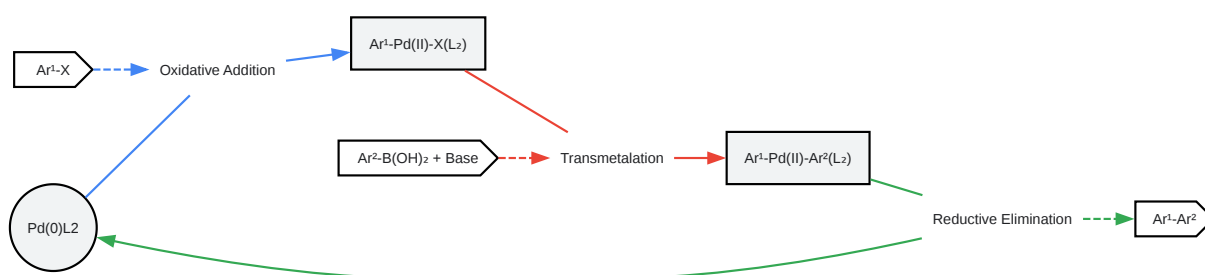 Ar¹-Pd(II)-X(L₂)
Ar¹-X
Oxidative Addition
Ar²-B(OH)₂ + Base
Transmetalation
Ar¹-Pd(II)-Ar²(L₂)
Pd(0)L2
Reductive Elimination
Ar¹-Ar²